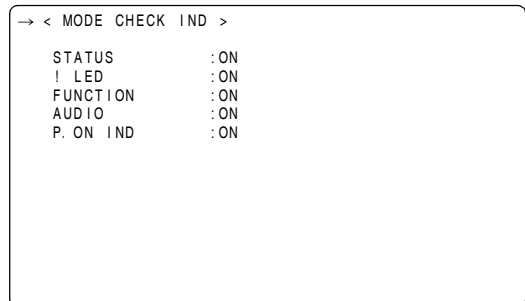 → < MODE CHECK IND >
STATUS :ON
! LED :ON
FUNCTION :ON
AUDIO :ON
P. ON IND :ON